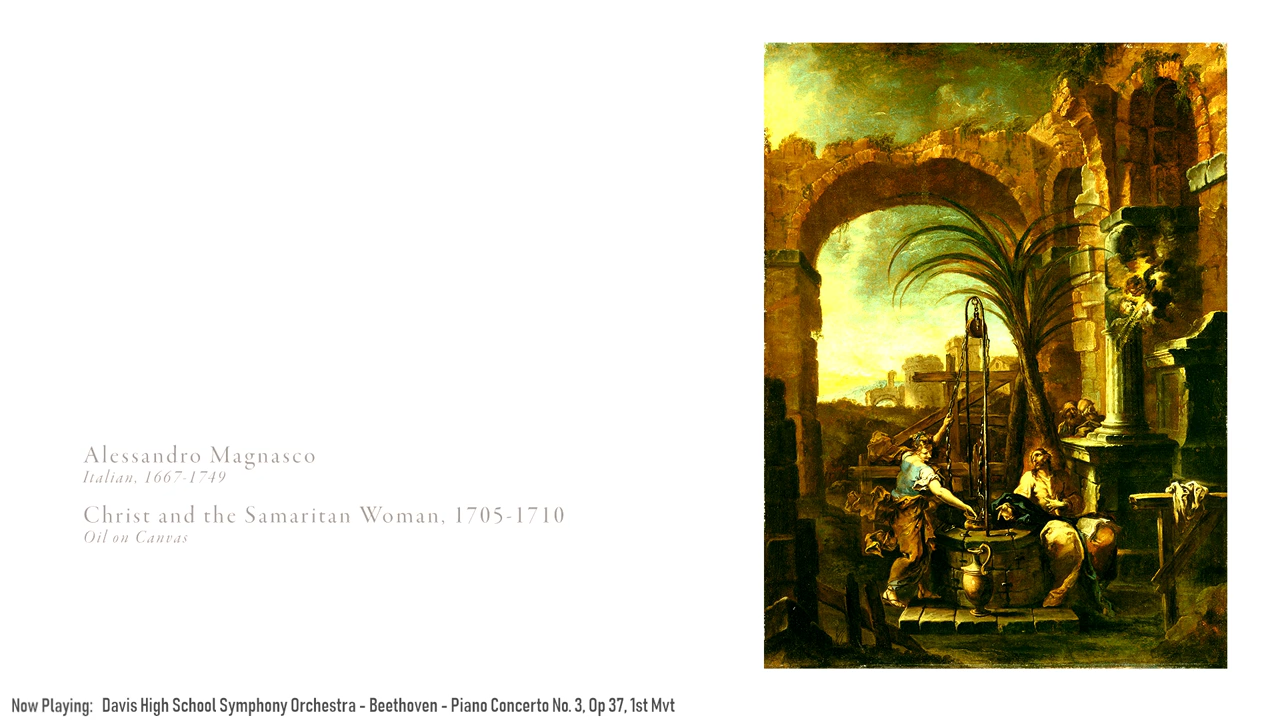 Alessandro Magnasco
Italian, 1667-1749
Christ and the Samaritan Woman, 1705-1710
Oil on Canvas
Now Playing: Davis High School Symphony Orchestra - Beethoven - Piano Concerto No. 3, Op 37, 1st Mvt